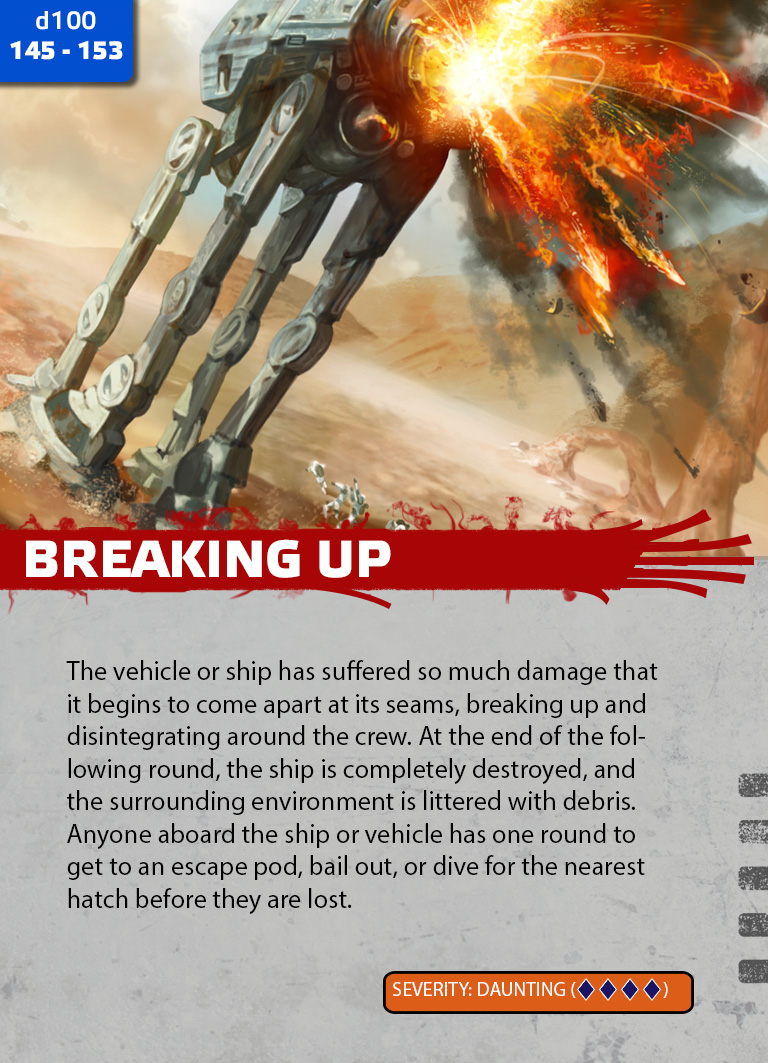 d100
145 - 153
BREAKING UP
The vehicle or ship has suffered so much damage that
it begins to come apart at its seams, breaking up and
disintegrating around the crew. At the end of the fol-
lowing round, the ship is completely destroyed, and
the surrounding environment is littered with debris.
Anyone aboard the ship or vehicle has one round to
get to an escape pod, bail out, or dive for the nearest
hatch before they are lost.
SEVERITY: DAUNTING (◆◆◆◆)